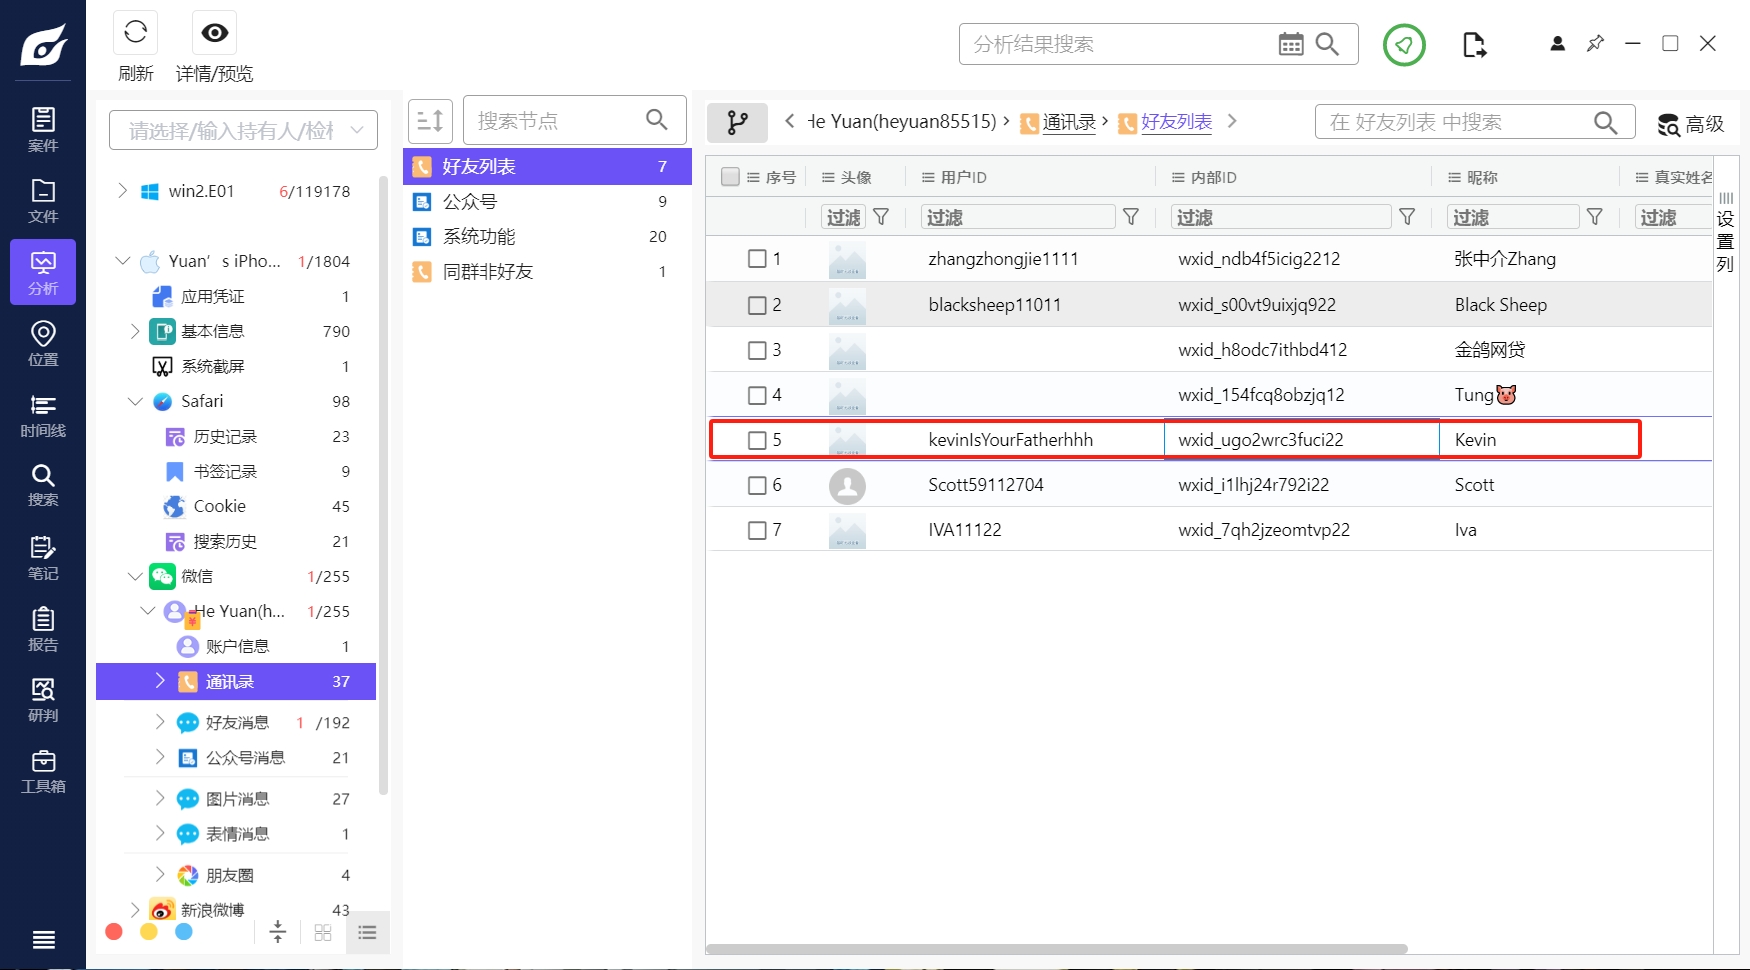 刷新
详情/预览
分析结果搜索
案件
文件
分析
位置
时间线
搜索
笔记
报告
研判
工具箱
请选择/输入持有人/检材
win2.E01 6/119178
Yuan’s iPho... 1/1804
应用凭证 1
基本信息 790
系统截屏 1
Safari 98
历史记录 23
书签记录 9
Cookie 45
搜索历史 21
微信 1/255
He Yuan(h... 1/255
账户信息 1
通讯录 37
好友消息 1 /192
公众号消息 21
图片消息 27
表情消息 1
朋友圈 4
新浪微博 43
搜索节点
好友列表 7
公众号 9
系统功能 20
同群非好友 1
He Yuan(heyuan85515) > 通讯录 > 好友列表 >
在 好友列表 中搜索
高级
序号 头像 用户ID 内部ID 昵称 真实姓名
过滤 过滤 过滤 过滤 过滤
1 zhangzhongjie1111 wxid_ndb4f5icig2212 张中介Zhang
2 blacksheep11011 wxid_s00vt9uixjq922 Black Sheep
3 wxid_h8odc7ithbd412 金鸽网贷
4 wxid_154fcq8obzjq12 Tung🐷
5 kevinIsYourFatherhhh wxid_ugo2wrc3fuci22 Kevin
6 Scott59112704 wxid_i1lhj24r792i22 Scott
7 IVA11122 wxid_7qh2jzeomtvp22 Iva
设置列